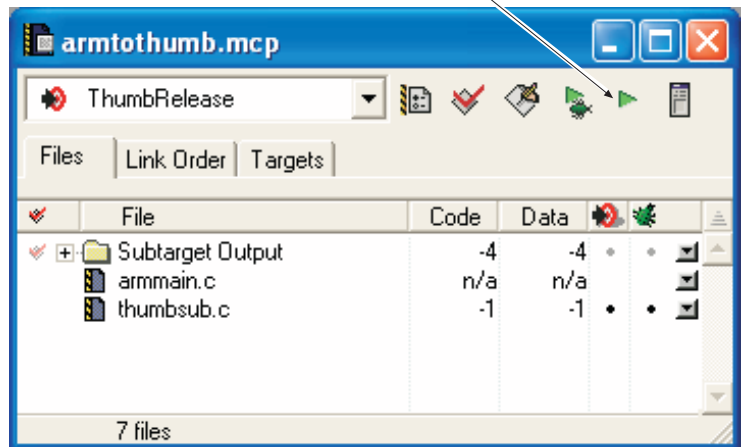 armtothumb.mcp
ThumbRelease
Files Link Order Targets
File Code Data
Subtarget Output -4 -4
armmain.c n/a n/a
thumbsub.c -1 -1
7 files